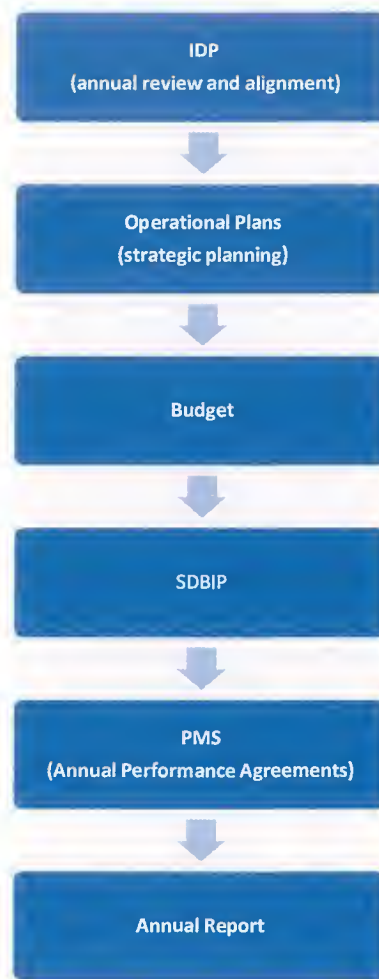 IDP
(annual review and alignment)
Operational Plans
(strategic planning)
Budget
SDBIP
PMS
(Annual Performance Agreements)
Annual Report